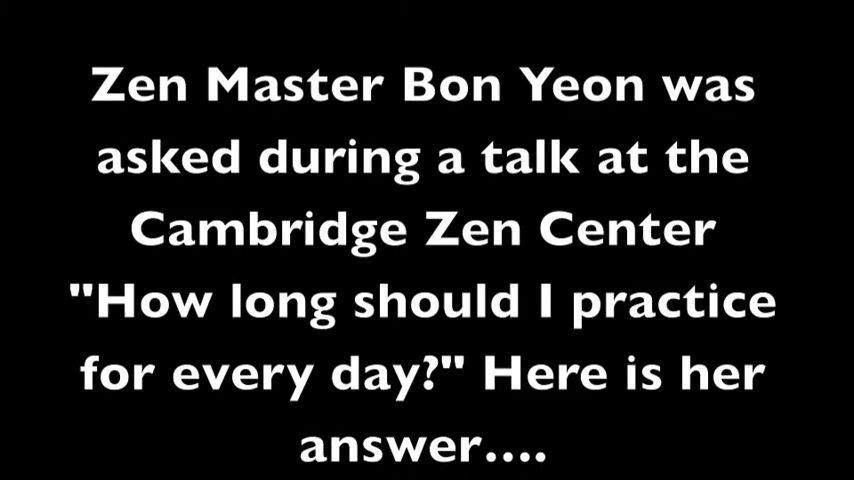 Zen Master Bon Yeon was
asked during a talk at the
Cambridge Zen Center
"How long should I practice
for every day?" Here is her
answer....